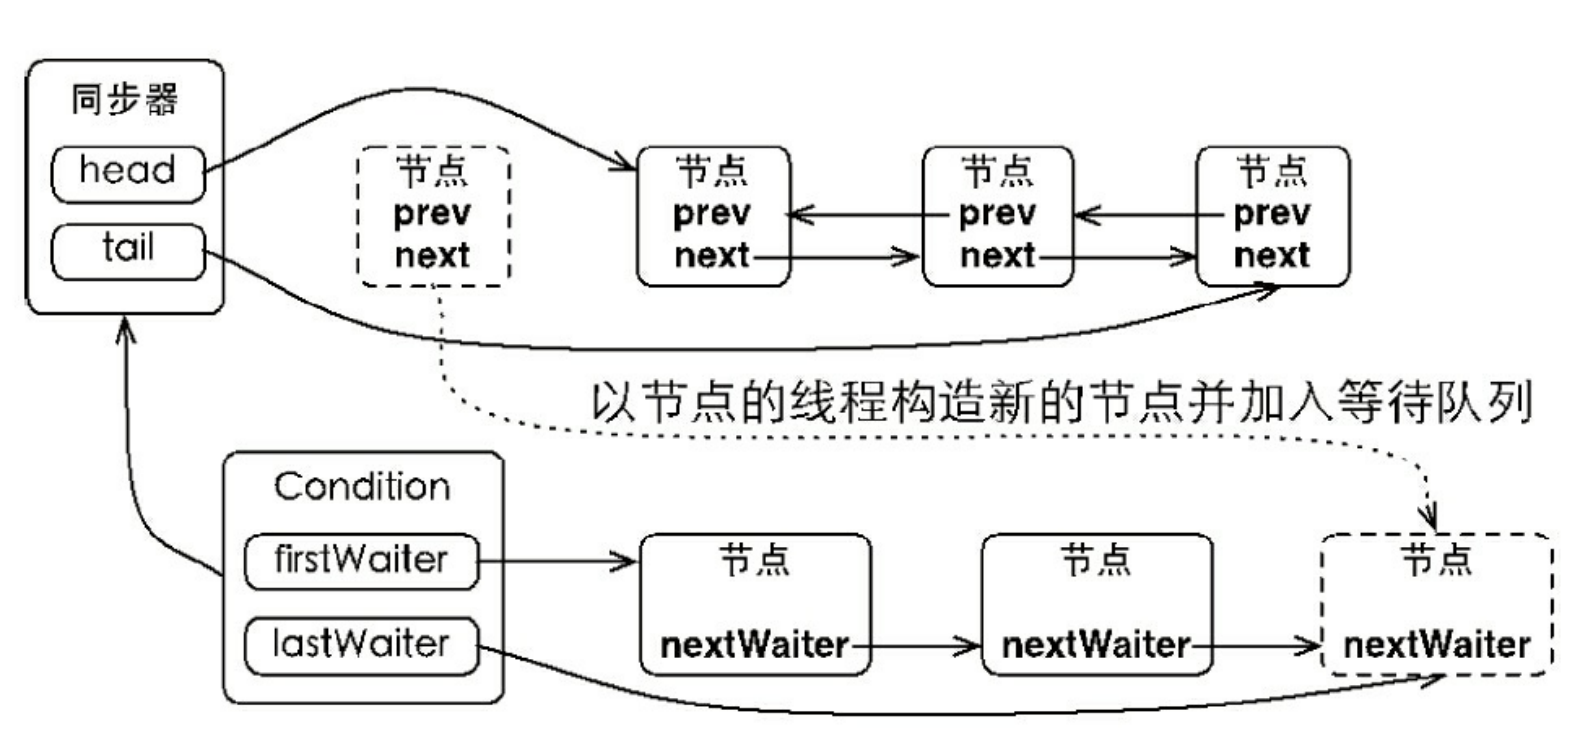 同步器
head
tail
节点
prev
next
节点
prev
next
节点
prev
next
节点
prev
next
以节点的线程构造新的节点并加入等待队列
Condition
firstWaiter
lastWaiter
节点
nextWaiter
节点
nextWaiter
节点
nextWaiter